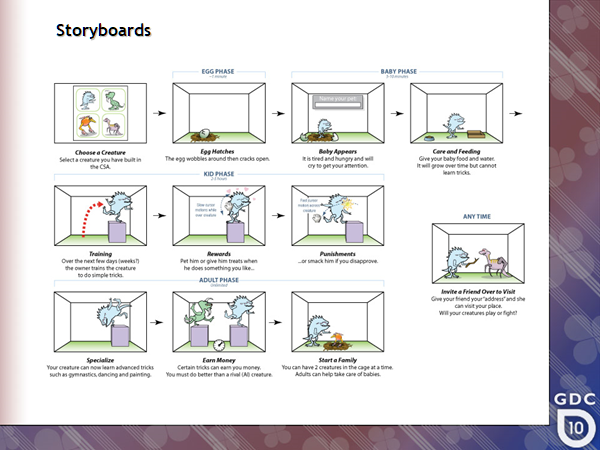 Storyboards
EGG PHASE
~1 minute
BABY PHASE
5-10 minutes
Name your pet.
Choose a Creature
Select a creature you have built in
the CSA.
Egg Hatches
The egg wobbles around then cracks open.
Baby Appears
It is tired and hungry and will
cry to get your attention.
Care and Feeding
Give your baby food and water.
It will grow over time but cannot
learn tricks.
KID PHASE
Training
Over the next few days (weeks?)
the owner trains the creature
to do simple tricks.
Rewards
Pet him or give him treats when
he does something you like...
Punishments
...or smack him if you disapprove.
ANY TIME
Invite a Friend Over to Visit
Give your friend your "address" and she
can visit your place.
Will your creatures play or fight?
ADULT PHASE
Specialize
Your creature can now learn advanced tricks
such as gymnastics, dancing and painting.
Earn Money
Certain tricks can earn you money.
You must do better than a rival (AI) creature.
Start a Family
You can have 2 creatures in the cage at a time.
Adults can help take care of babies.
GDC
10